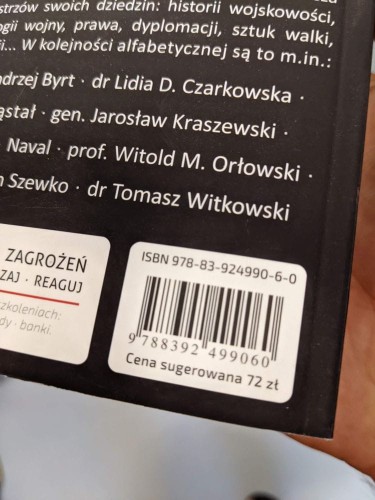 strzów swoich dziedzin: historii wojskowości,
ogii wojny, prawa, dyplomacji, sztuk walki,
i... W kolejności alfabetycznej są to m.in.:
ndrzej Byrt · dr Lidia D. Czarkowska ·
ąstał · gen. Jarosław Kraszewski ·
Naval · prof. Witold M. Orłowski ·
n Szewko · dr Tomasz Witkowski
ZAGROŻEŃ
ZAJ · REAGUJ
zkoleniach:
dy · banki.
ISBN 978-83-924990-6-0
9 788392 499060
Cena sugerowana 72 zł